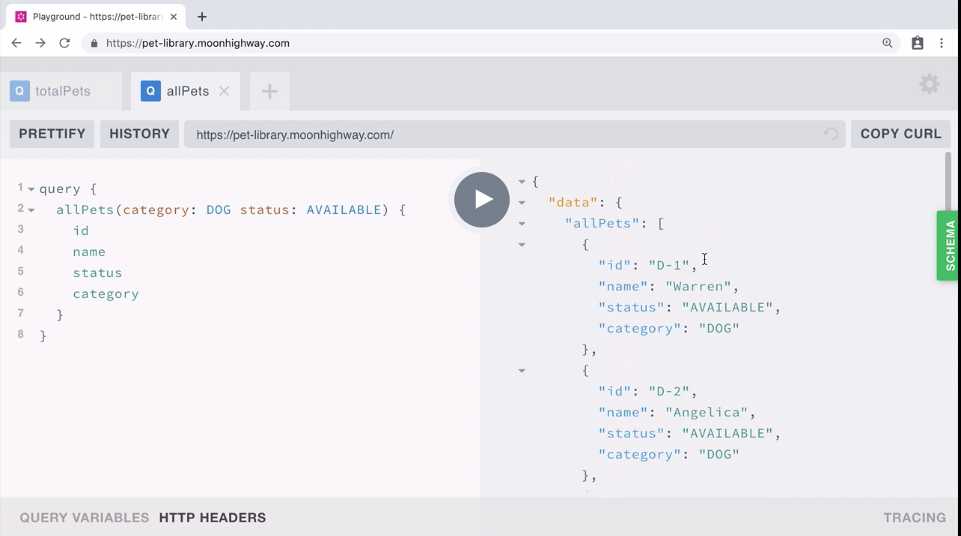 Playground - https://pet-library
https://pet-library.moonhighway.com
Q totalPets
Q allPets
PRETTIFY
HISTORY
https://pet-library.moonhighway.com/
COPY CURL
1 query {
2 allPets(category: DOG status: AVAILABLE) {
3 id
4 name
5 status
6 category
7 }
8 }
{
"data": {
"allPets": [
{
"id": "D-1",
"name": "Warren",
"status": "AVAILABLE",
"category": "DOG"
},
{
"id": "D-2",
"name": "Angelica",
"status": "AVAILABLE",
"category": "DOG"
},
SCHEMA
QUERY VARIABLES HTTP HEADERS
TRACING